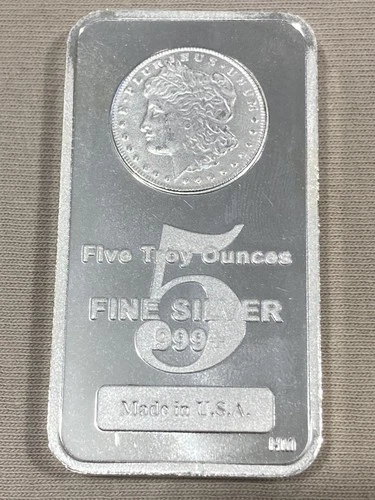 E·PLURIBUS·UNUM
5
Five Troy Ounces
FINE SILVER
999+
Made in U.S.A.